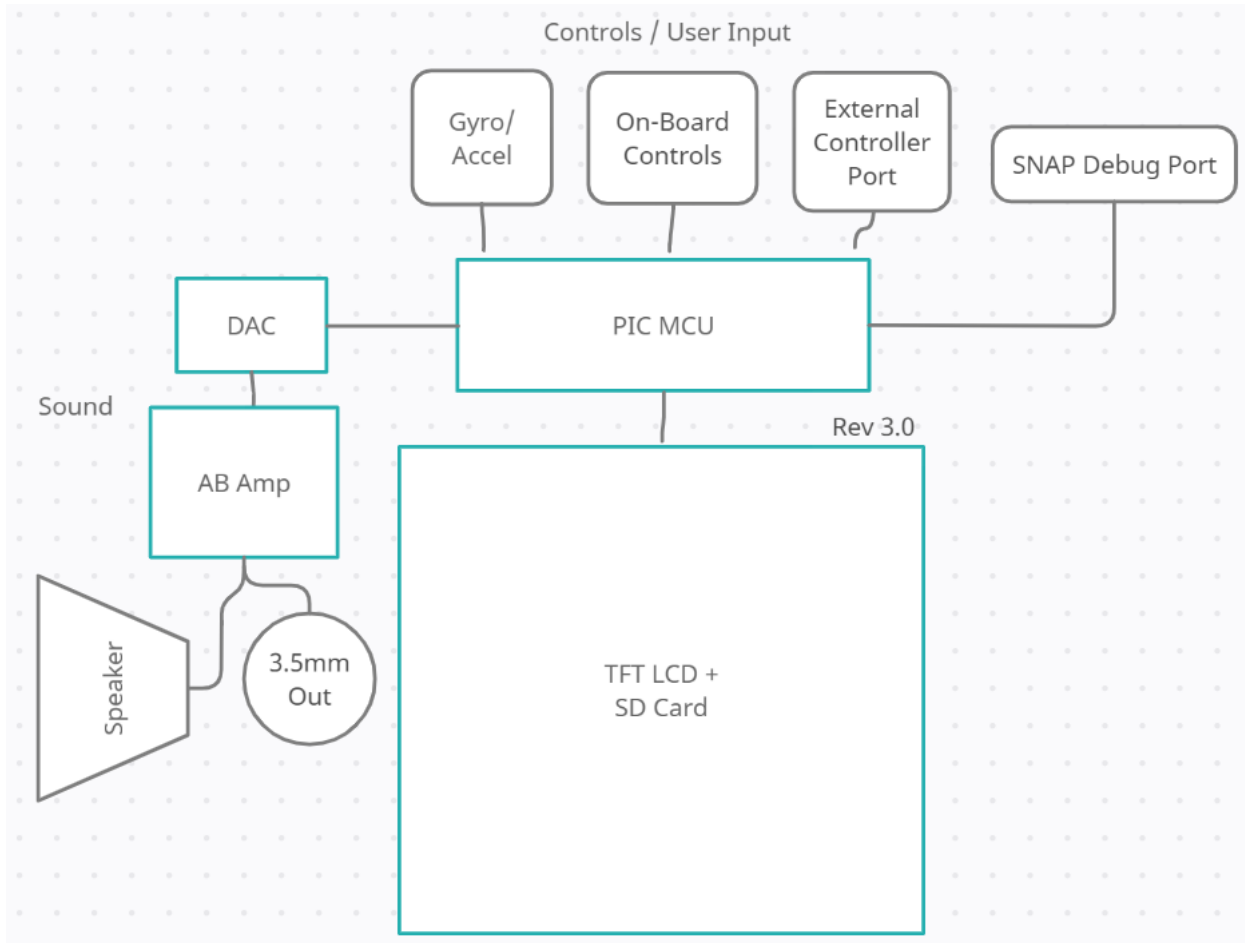 Controls / User Input
Gyro/
Accel
On-Board
Controls
External
Controller
Port
SNAP Debug Port
DAC
PIC MCU
Sound
Rev 3.0
AB Amp
Speaker
3.5mm
Out
TFT LCD +
SD Card